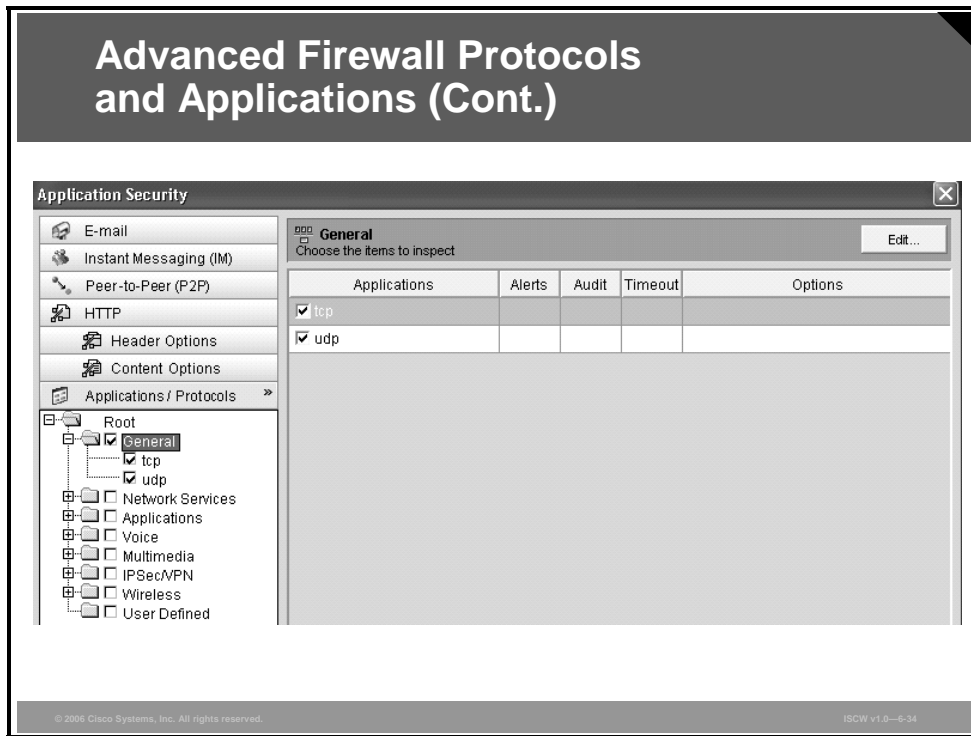 Advanced Firewall Protocols
and Applications (Cont.)
Application Security
E-mail
Instant Messaging (IM)
Peer-to-Peer (P2P)
HTTP
Header Options
Content Options
Applications / Protocols »
Root
General
tcp
udp
Network Services
Applications
Voice
Multimedia
IPSec/VPN
Wireless
User Defined
General
Choose the items to inspect
Edit...
Applications Alerts Audit Timeout Options
tcp
udp
© 2006 Cisco Systems, Inc. All rights reserved.
ISCW v1.0—6-34